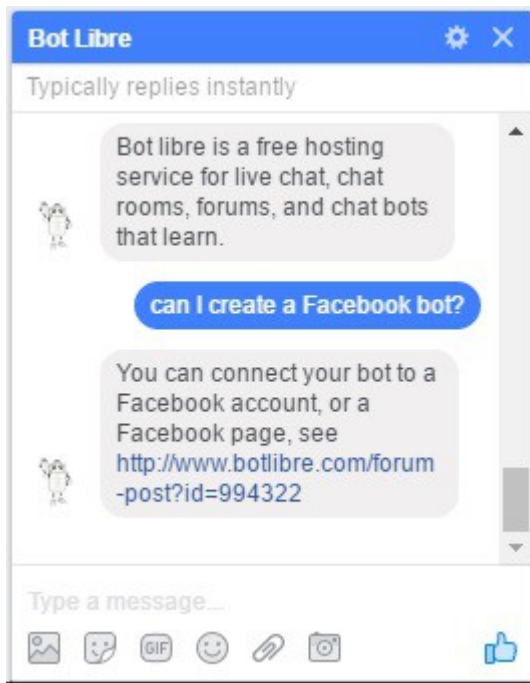 Bot Libre
Typically replies instantly
Bot libre is a free hosting
service for live chat, chat
rooms, forums, and chat bots
that learn.
can I create a Facebook bot?
You can connect your bot to a
Facebook account, or a
Facebook page, see
http://www.botlibre.com/forum
-post?id=994322
Type a message...
GIF